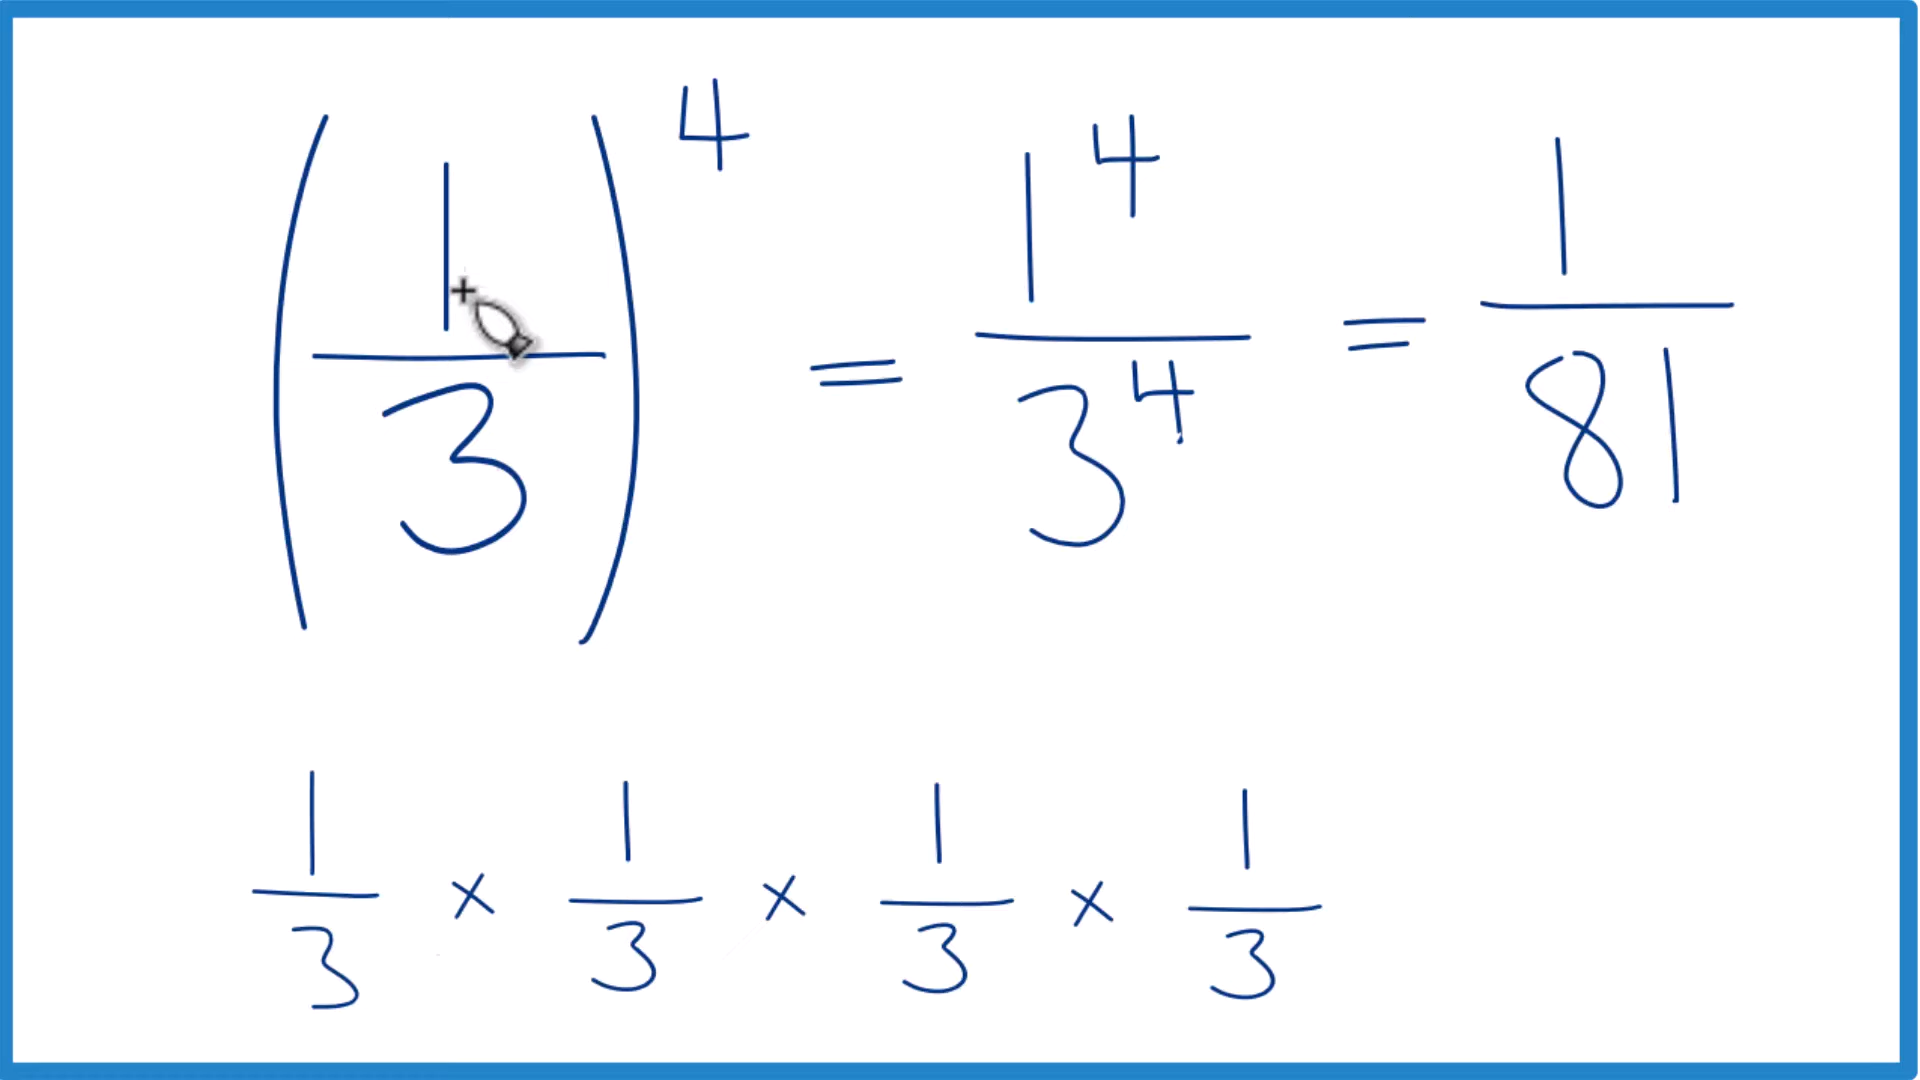 (1/3)^4 = 1^4/3^4 = 1/81
1/3 × 1/3 × 1/3 × 1/3